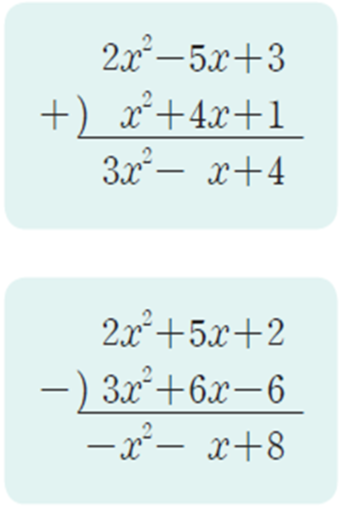 2x²−5x+3
+) x²+4x+1
3x²− x+4
2x²+5x+2
−) 3x²+6x−6
−x²− x+8